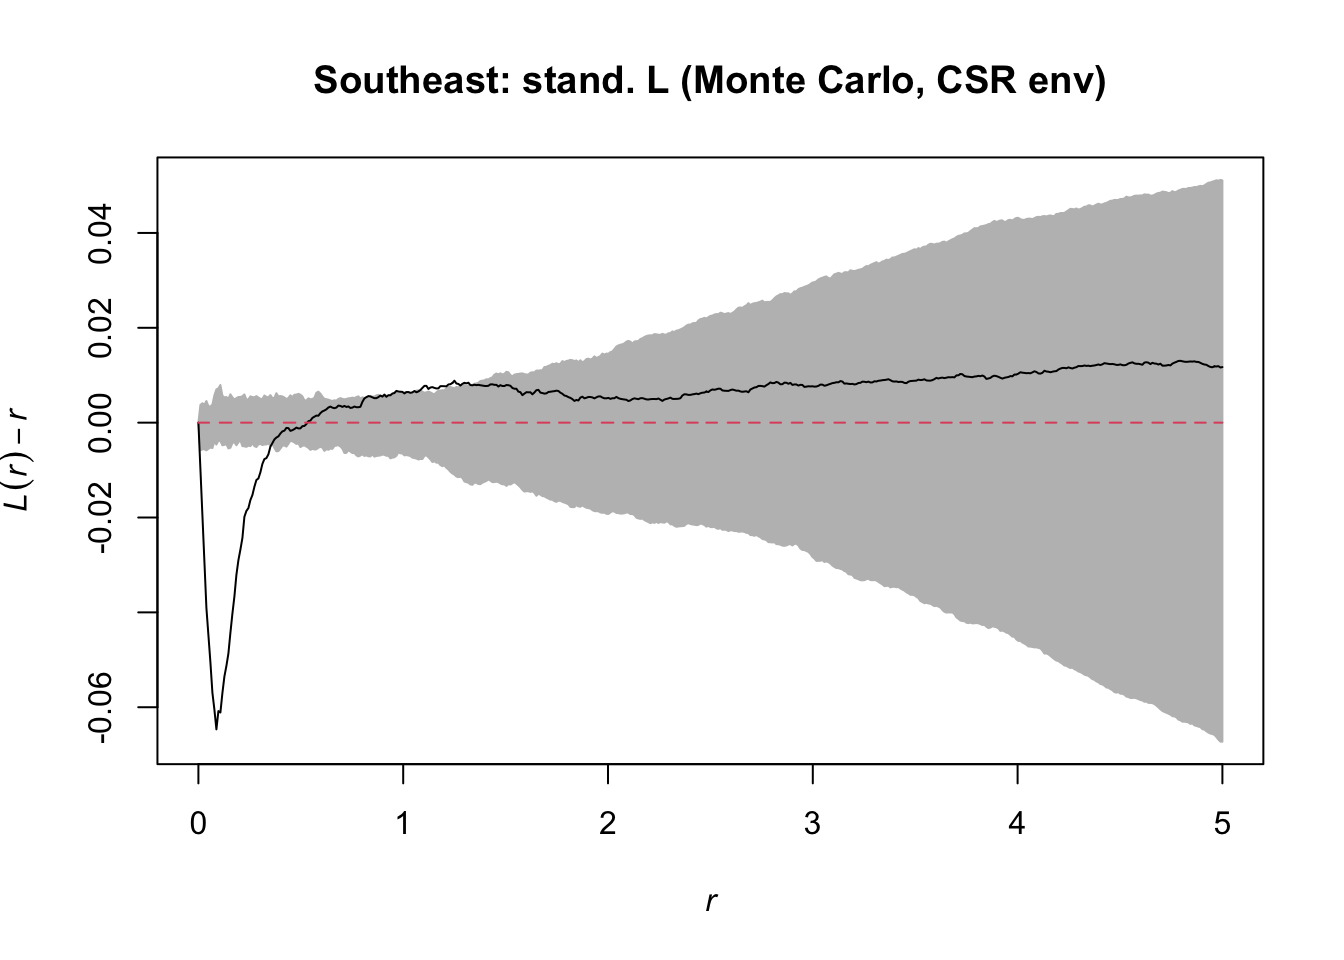 Southeast: stand. L (Monte Carlo, CSR env)
L(r) − r
0.04
0.02
0.00
-0.02
-0.06
0 1 2 3 4 5
r